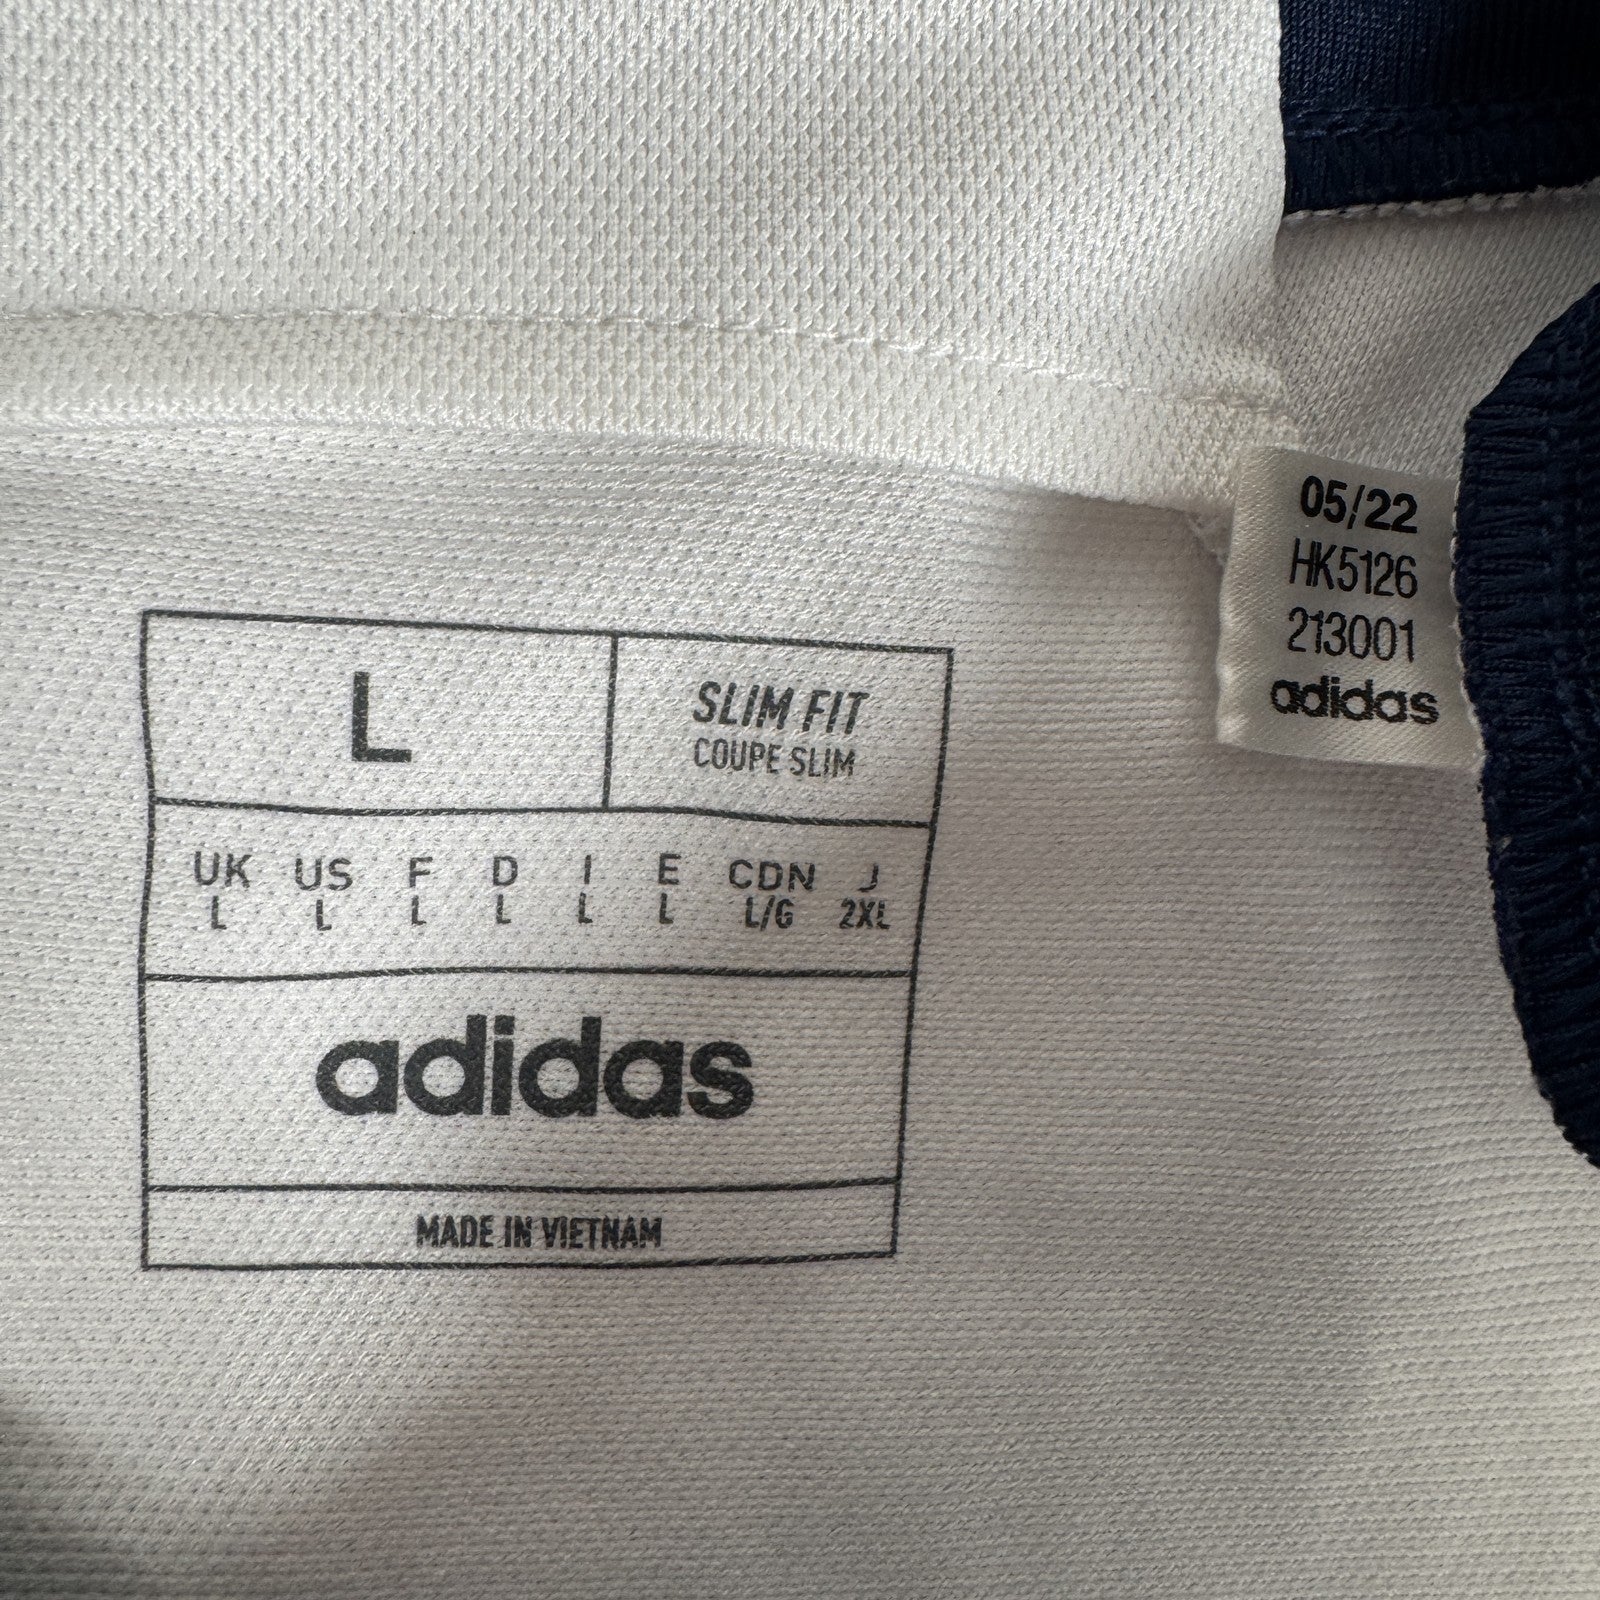 05/22
HK5126
213001
adidas
L
SLIM FIT
COUPE SLIM
UK US F D I E CDN J
L L L L L L L/G 2XL
adidas
MADE IN VIETNAM